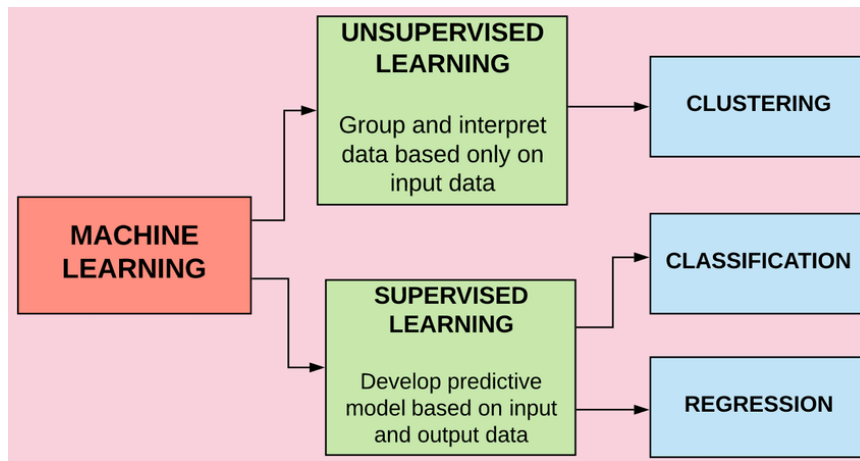 UNSUPERVISED
LEARNING
Group and interpret
data based only on
input data
CLUSTERING
MACHINE
LEARNING
SUPERVISED
LEARNING
Develop predictive
model based on input
and output data
CLASSIFICATION
REGRESSION